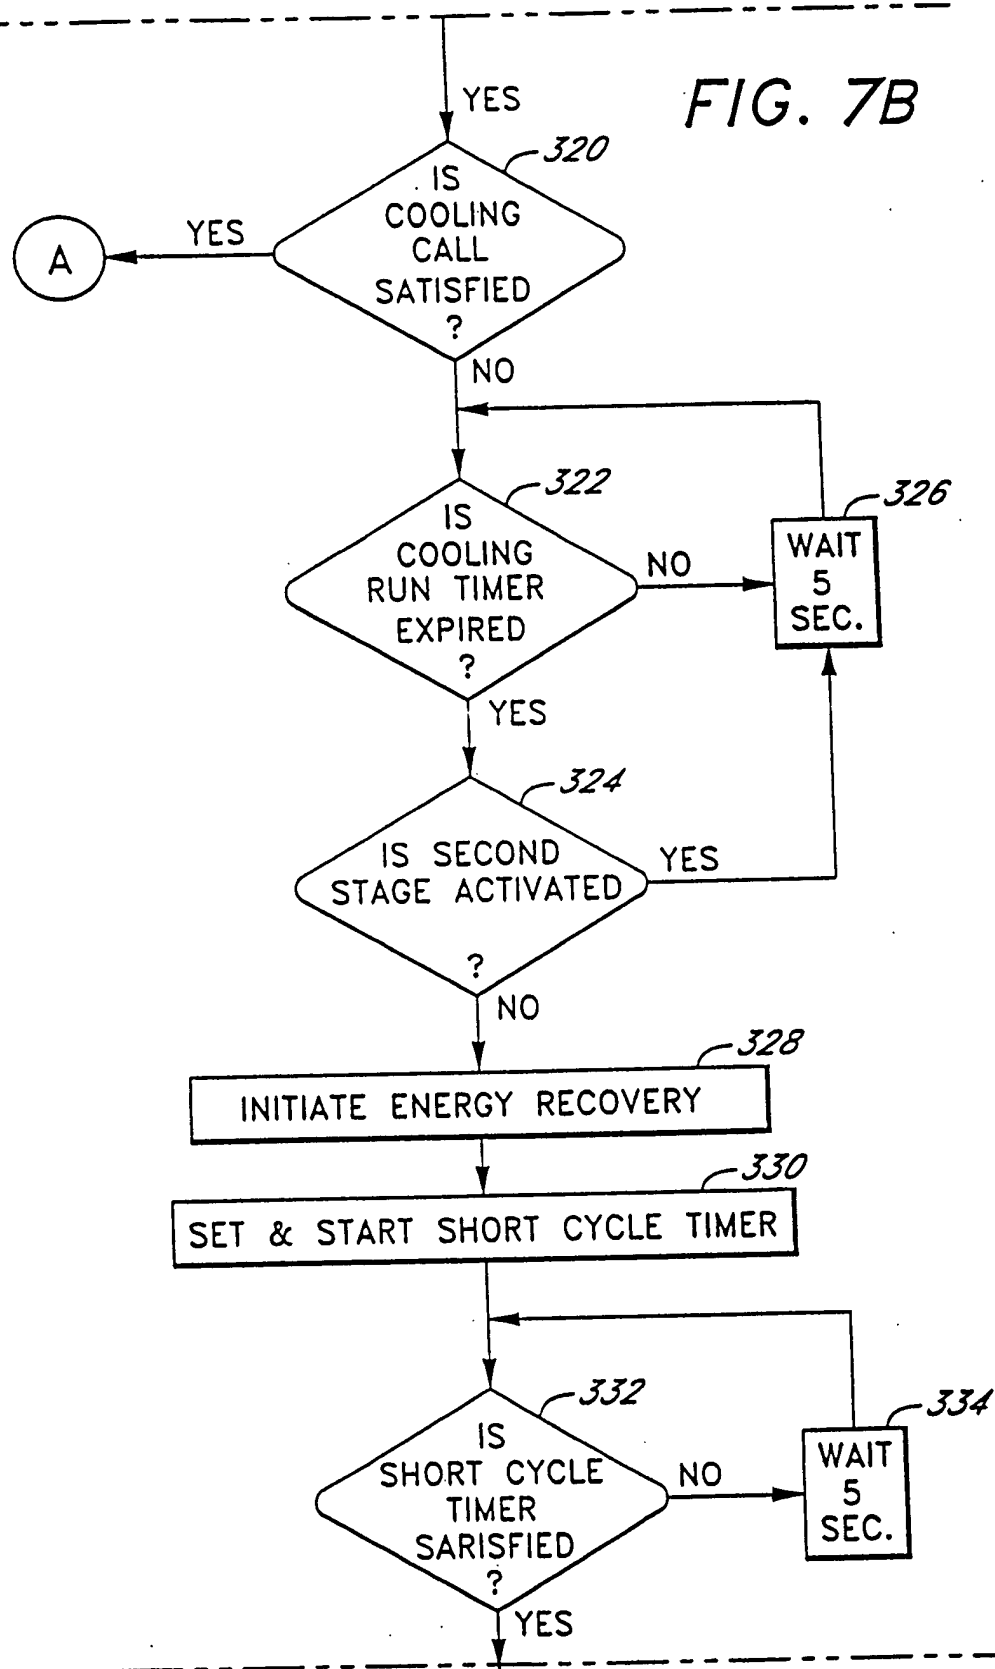 FIG. 7B
YES
320
IS
COOLING
CALL
SATISFIED
?
YES
A
NO
322
IS
COOLING
RUN TIMER
EXPIRED
?
NO
326
WAIT
5
SEC.
YES
324
IS SECOND
STAGE ACTIVATED
?
YES
NO
328
INITIATE ENERGY RECOVERY
330
SET & START SHORT CYCLE TIMER
332
IS
SHORT CYCLE
TIMER
SARISFIED
?
NO
334
WAIT
5
SEC.
YES